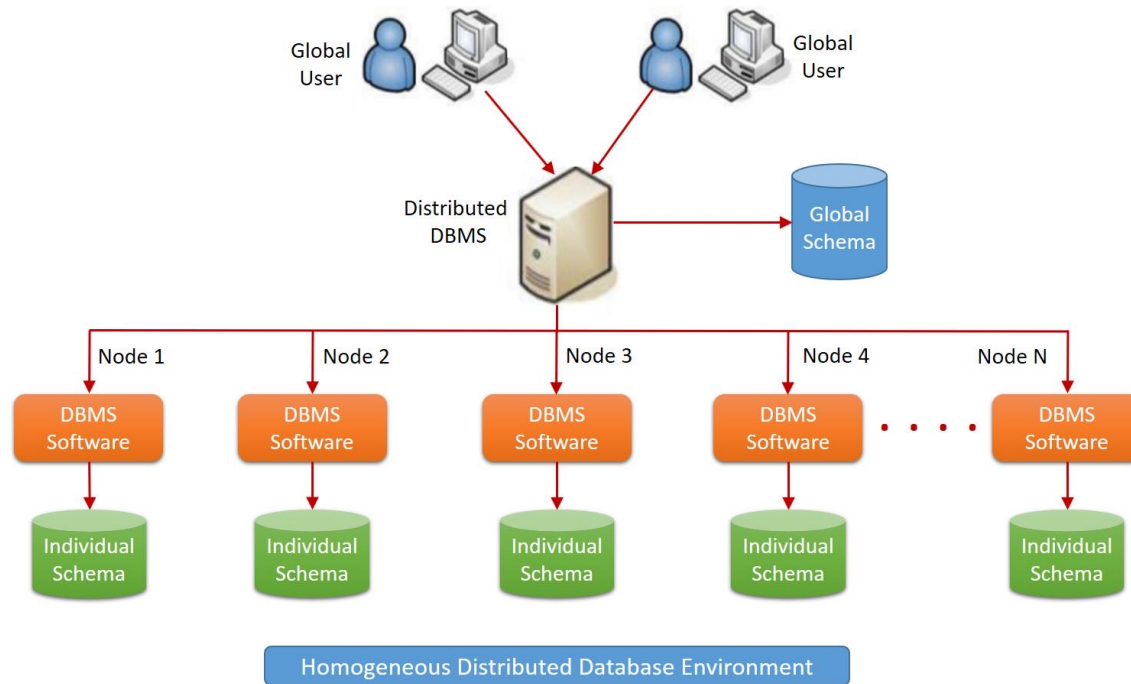 Global
User
Global
User
Distributed
DBMS
Global
Schema
Node 1
Node 2
Node 3
Node 4
Node N
DBMS
Software
DBMS
Software
DBMS
Software
DBMS
Software
. . . .
DBMS
Software
Individual
Schema
Individual
Schema
Individual
Schema
Individual
Schema
Individual
Schema
Homogeneous Distributed Database Environment